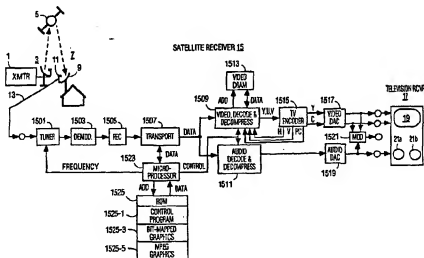 SATELLITE RECEIVER 15
TELEVISION RCVR
17
5
1
XMTR
3
11
9
13
1501
TUNER
1503
DEMOD.
1505
FEC
1507
TRANSPORT
DATA
1509
VIDEO, DECODE &
DECOMPRESS
1513
VIDEO
DRAM
ADD
DATA
Y,U,V
1515
TV
ENCODER
H
V
PC
Y
C
1517
VIDEO
DAC
1521
MOD
1519
AUDIO
DAC
19
21a
21b
1511
AUDIO
DECODE &
DECOMPRESS
DATA
1523
MICRO-
PROCESSOR
CONTROL
FREQUENCY
ADD
DATA
1525
ROM
1525-1
CONTROL
PROGRAM
1525-3
BIT-MAPPED
GRAPHICS
1525-5
MPEG
GRAPHICS